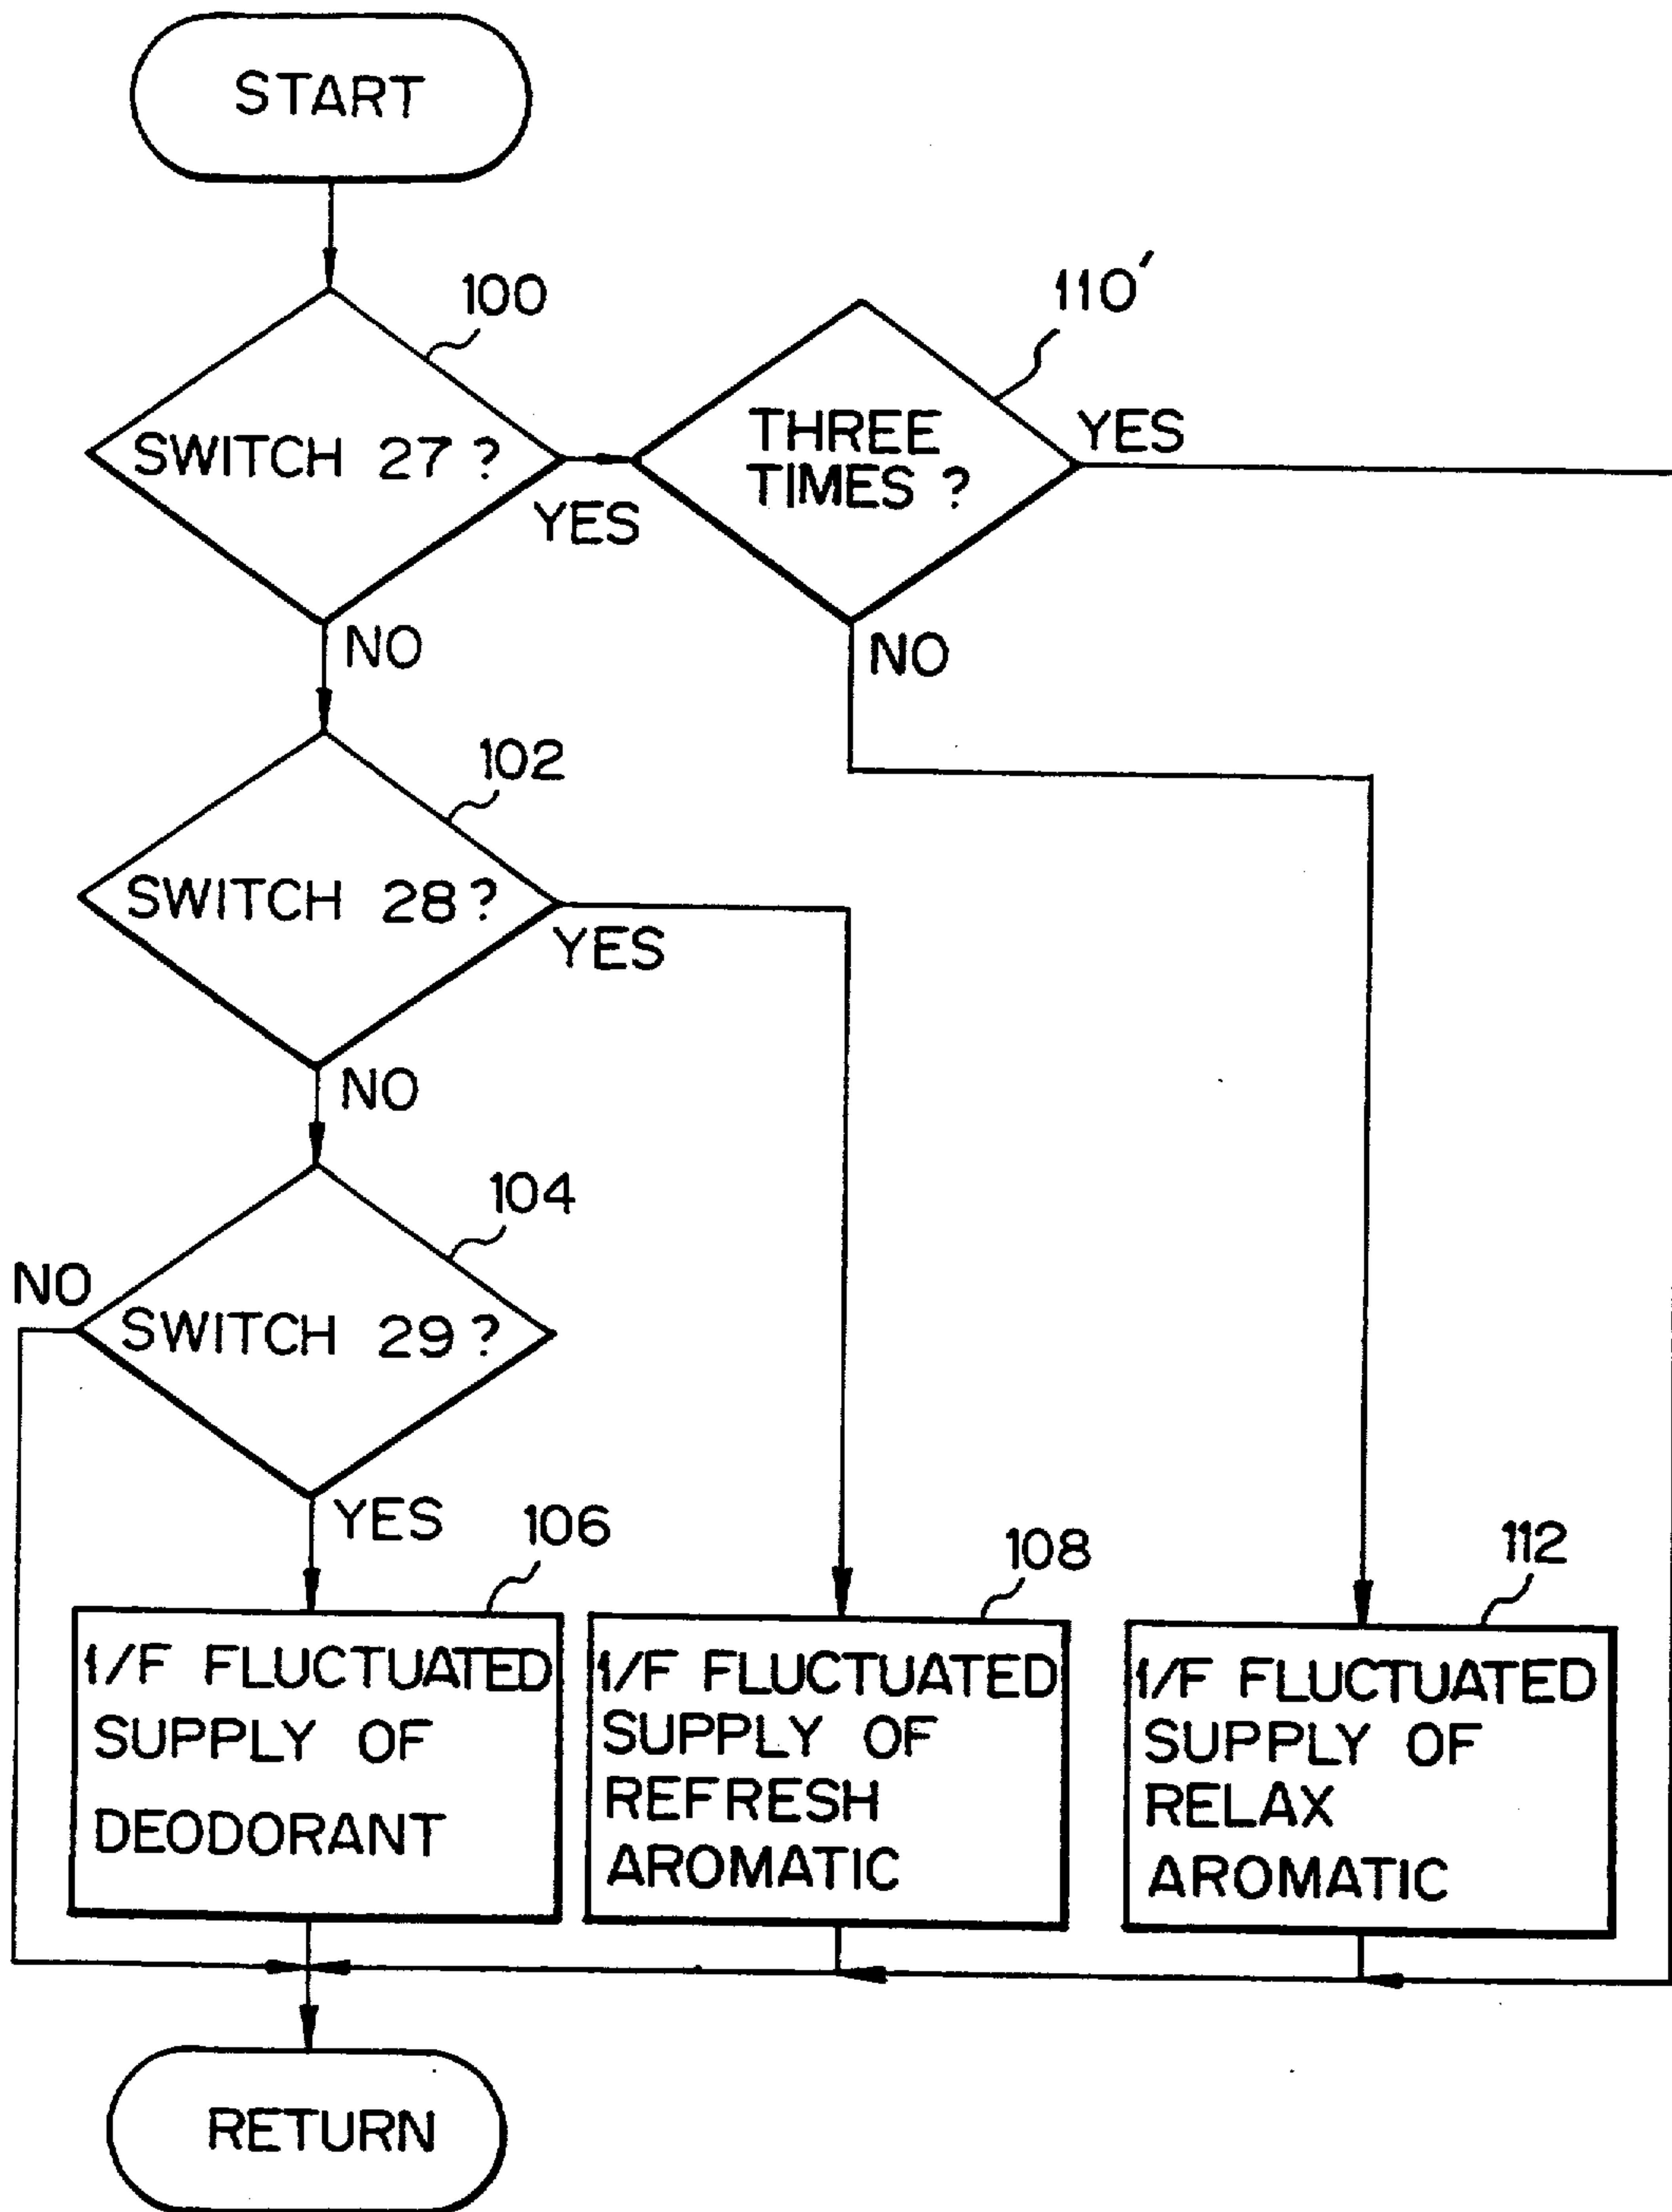 START
100
SWITCH 27 ?
YES
NO
110′
THREE
TIMES ?
YES
NO
102
SWITCH 28 ?
YES
NO
104
NO
SWITCH 29 ?
YES
106
1/F FLUCTUATED
SUPPLY OF
DEODORANT
108
1/F FLUCTUATED
SUPPLY OF
REFRESH
AROMATIC
112
1/F FLUCTUATED
SUPPLY OF
RELAX
AROMATIC
RETURN